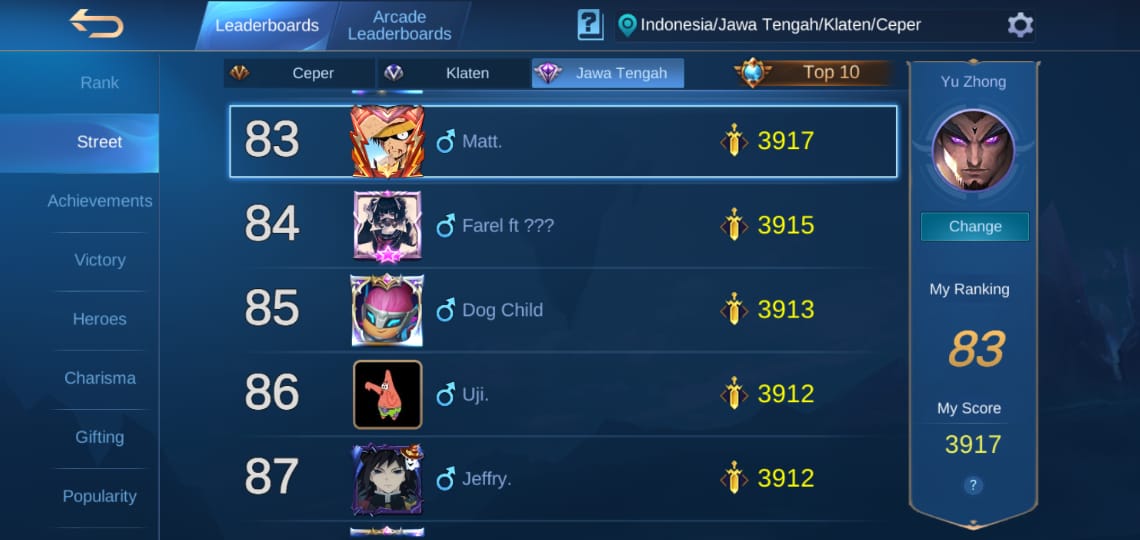 Leaderboards
Arcade
Leaderboards
?
Indonesia/Jawa Tengah/Klaten/Ceper
Rank
Street
Achievements
Victory
Heroes
Charisma
Gifting
Popularity
Ceper
Klaten
Jawa Tengah
Top 10
83 Matt. 3917
84 Farel ft ??? 3915
85 Dog Child 3913
86 Uji. 3912
87 Jeffry. 3912
Yu Zhong
Change
My Ranking
83
My Score
3917
?